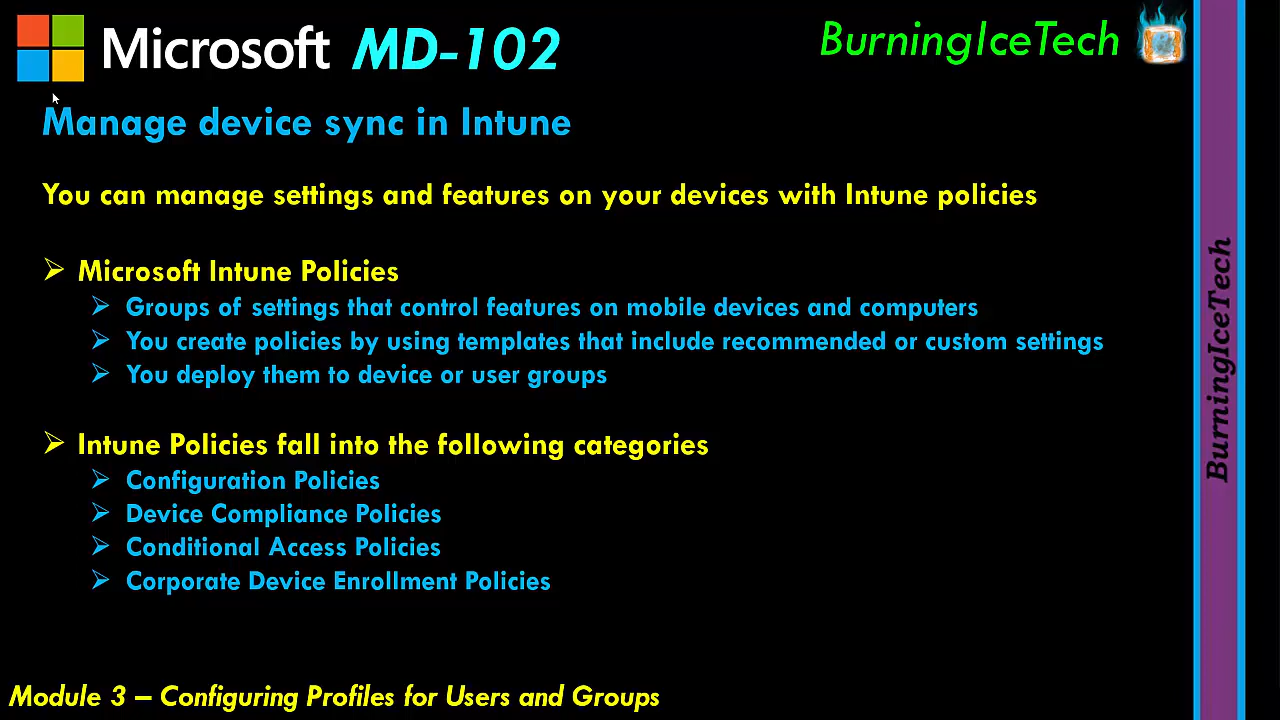 Microsoft MD-102
BurningIceTech
Manage device sync in Intune
You can manage settings and features on your devices with Intune policies
Microsoft Intune Policies
Groups of settings that control features on mobile devices and computers
You create policies by using templates that include recommended or custom settings
You deploy them to device or user groups
Intune Policies fall into the following categories
Configuration Policies
Device Compliance Policies
Conditional Access Policies
Corporate Device Enrollment Policies
Module 3 – Configuring Profiles for Users and Groups
BurningIceTech